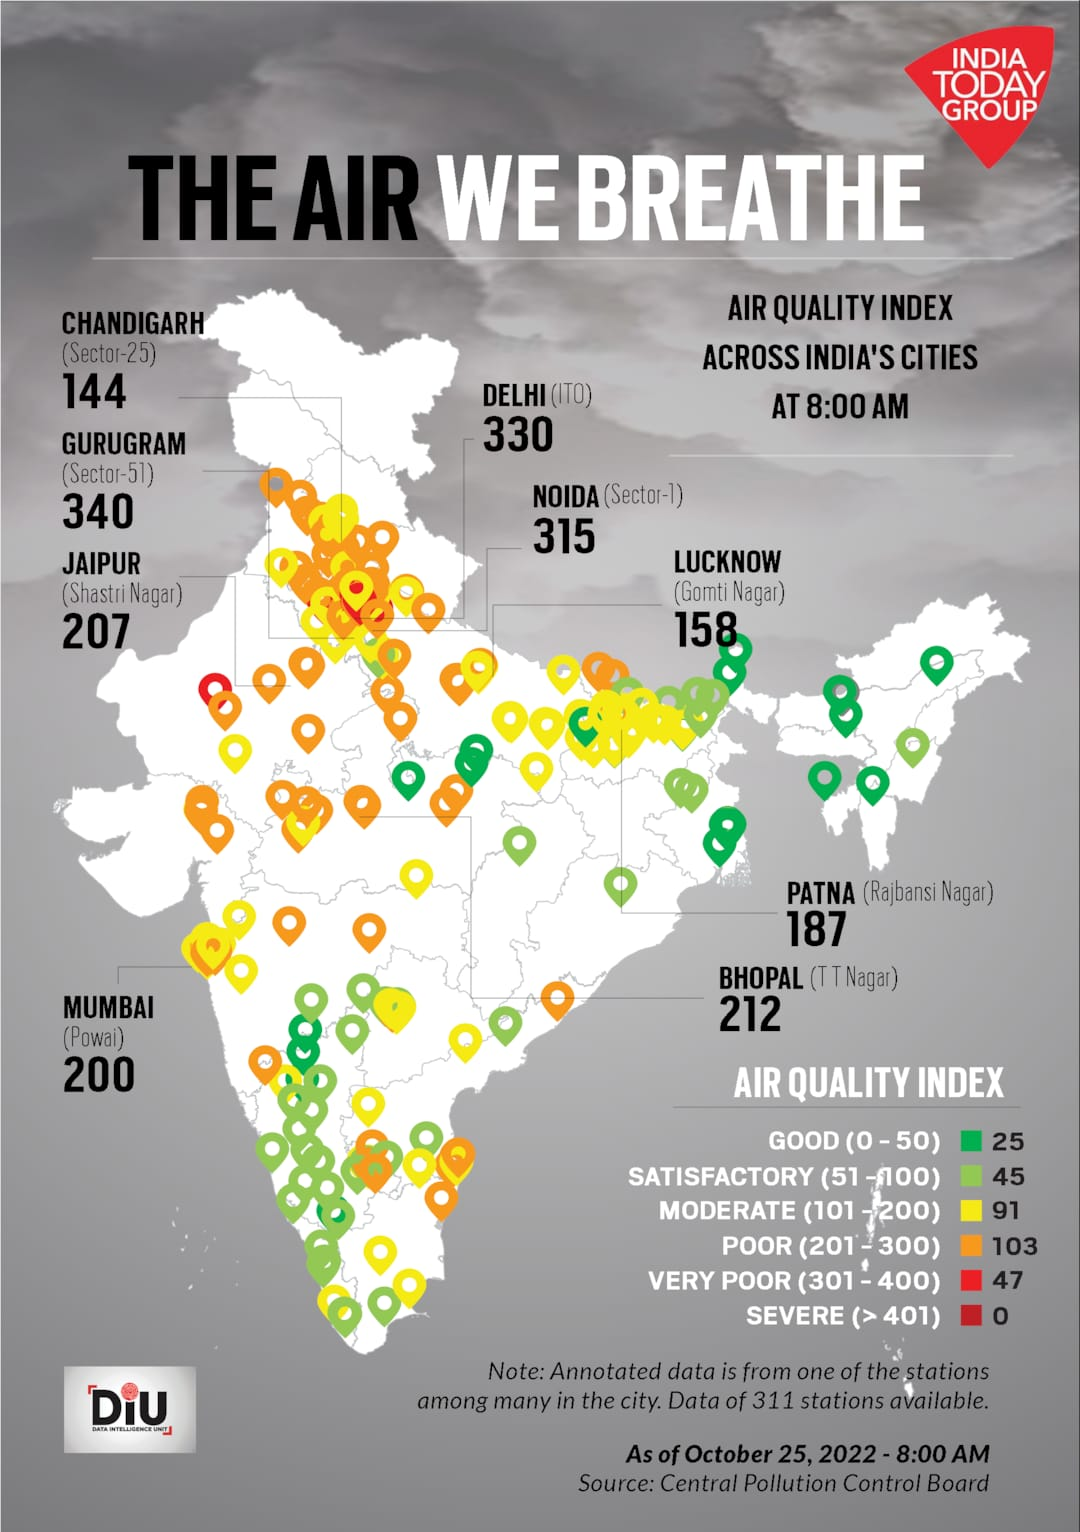 INDIA
TODAY
GROUP
THE AIR WE BREATHE
AIR QUALITY INDEX
ACROSS INDIA'S CITIES
AT 8:00 AM
CHANDIGARH
(Sector-25)
144
GURUGRAM
(Sector-51)
340
JAIPUR
(Shastri Nagar)
207
DELHI (ITO)
330
NOIDA (Sector-1)
315
LUCKNOW
(Gomti Nagar)
158
PATNA (Rajbansi Nagar)
187
BHOPAL (T T Nagar)
212
MUMBAI
(Powai)
200
AIR QUALITY INDEX
GOOD (0 - 50) 25
SATISFACTORY (51 - 100) 45
MODERATE (101 - 200) 91
POOR (201 - 300) 103
VERY POOR (301 - 400) 47
SEVERE (> 401) 0
Note: Annotated data is from one of the stations
among many in the city. Data of 311 stations available.
As of October 25, 2022 - 8:00 AM
Source: Central Pollution Control Board
DIU
DATA INTELLIGENCE UNIT